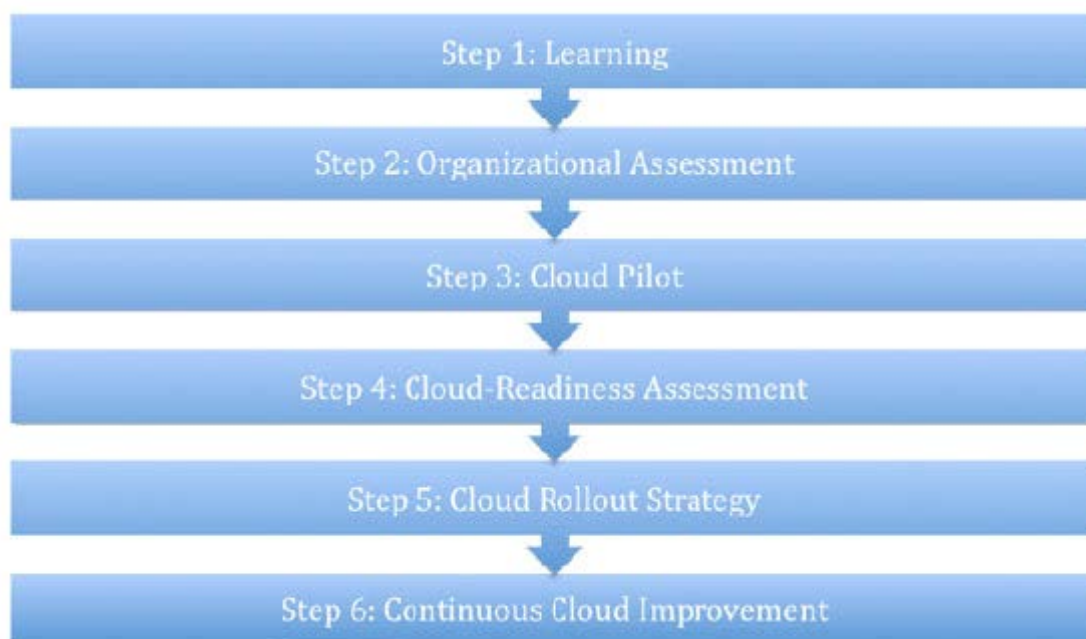 Step 1: Learning
Step 2: Organizational Assessment
Step 3: Cloud Pilot
Step 4: Cloud-Readiness Assessment
Step 5: Cloud Rollout Strategy
Step 6: Continuous Cloud Improvement